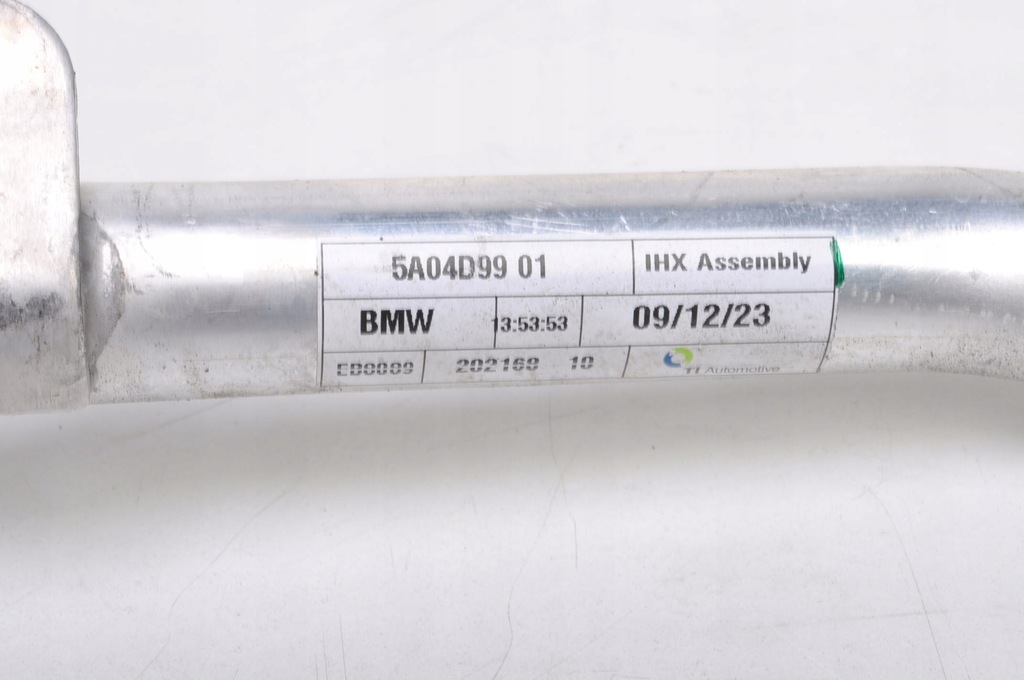 5A04D99 01 IHX Assembly
BMW 13:53:53 09/12/23
202168 10 TI Automotive